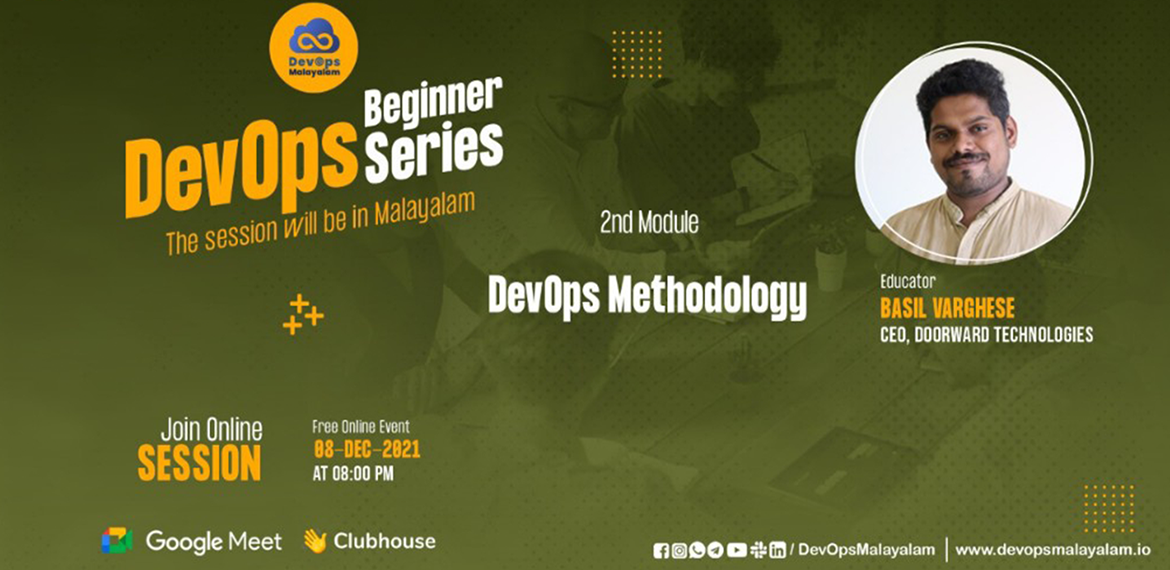 DevOps
Malayalam
DevOps Beginner
Series
The session will be in Malayalam
2nd Module
DevOps Methodology
Educator
BASIL VARGHESE
CEO, DOORWARD TECHNOLOGIES
Join Online
SESSION
Free Online Event
08-DEC-2021
AT 08:00 PM
Google Meet
Clubhouse
/ DevOpsMalayalam
www.devopsmalayalam.io